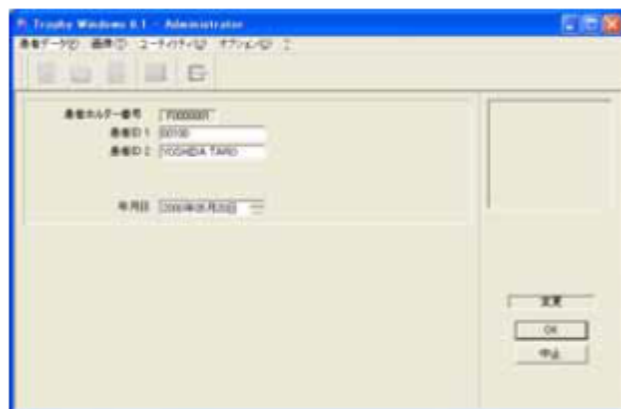 Trophy Windows 6.1 - Administrator
患者データ(P) 画像(I) ユーティリティ(U) オプション(O) ?
患者ホルダー番号 F0000001
患者ID 1 00100
患者ID 2 YOSHIDA TARO
年月日
変更
OK
中止